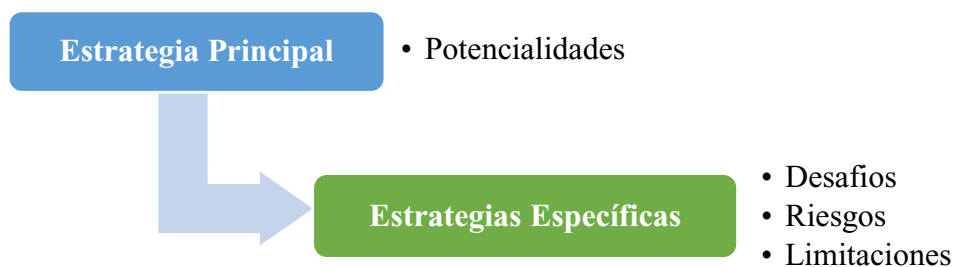 Estrategia Principal
• Potencialidades
Estrategias Específicas
• Desafios
• Riesgos
• Limitaciones